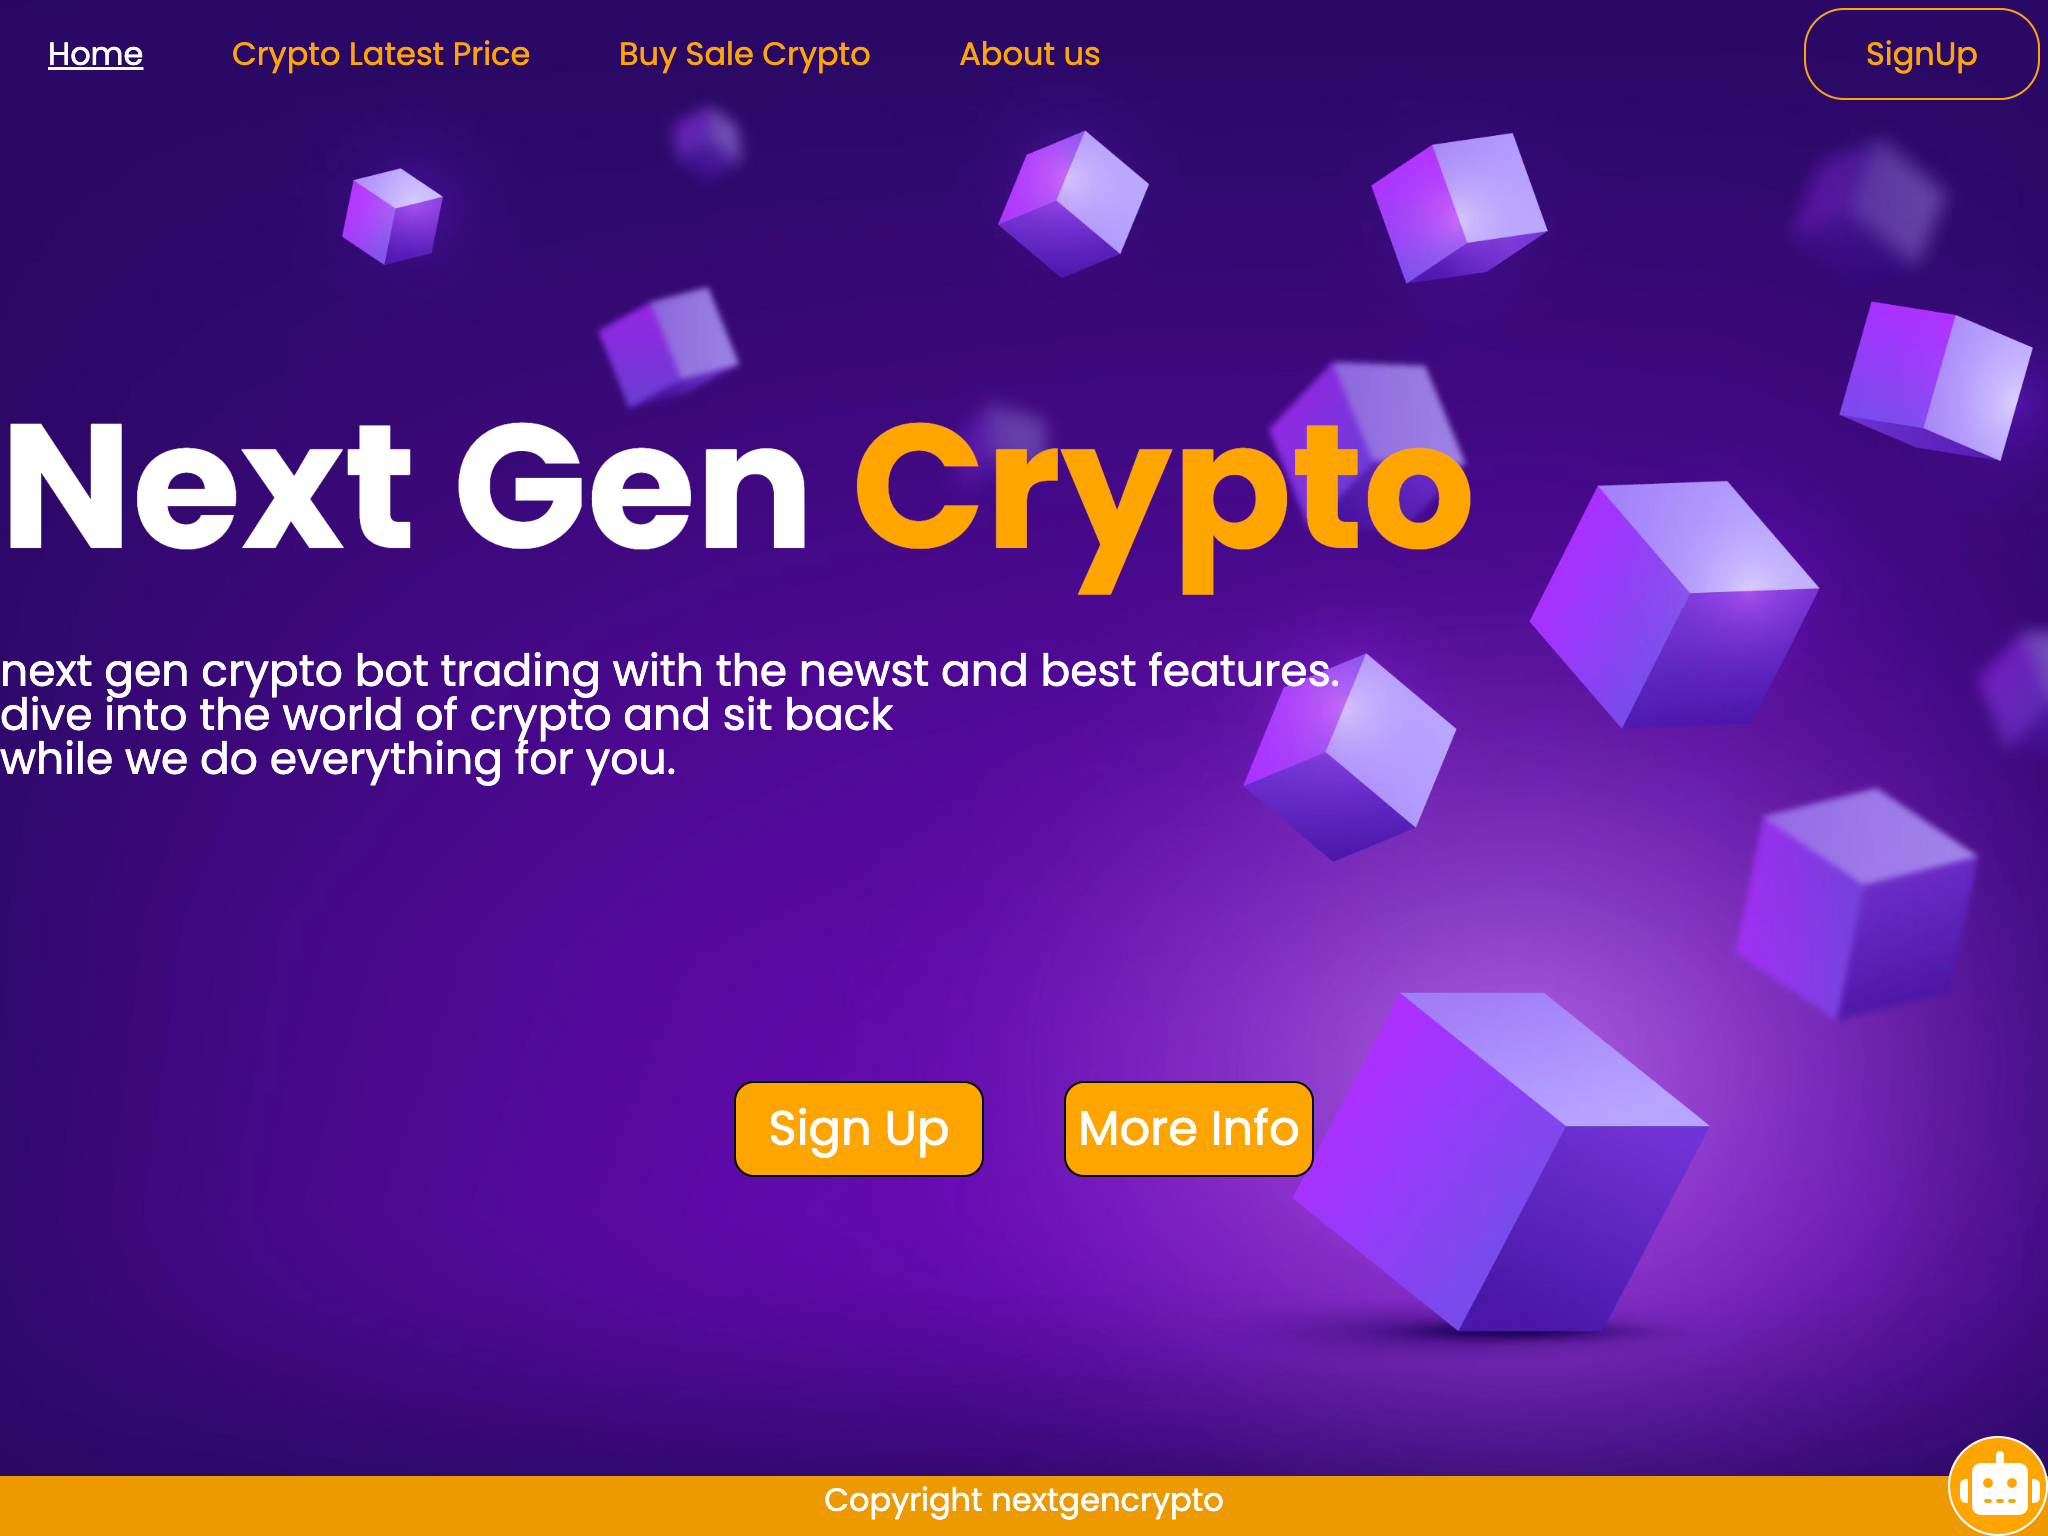 Home Crypto Latest Price Buy Sale Crypto About us SignUp
Next Gen Crypto
next gen crypto bot trading with the newst and best features.
dive into the world of crypto and sit back
while we do everything for you.
Sign Up More Info
Copyright nextgencrypto